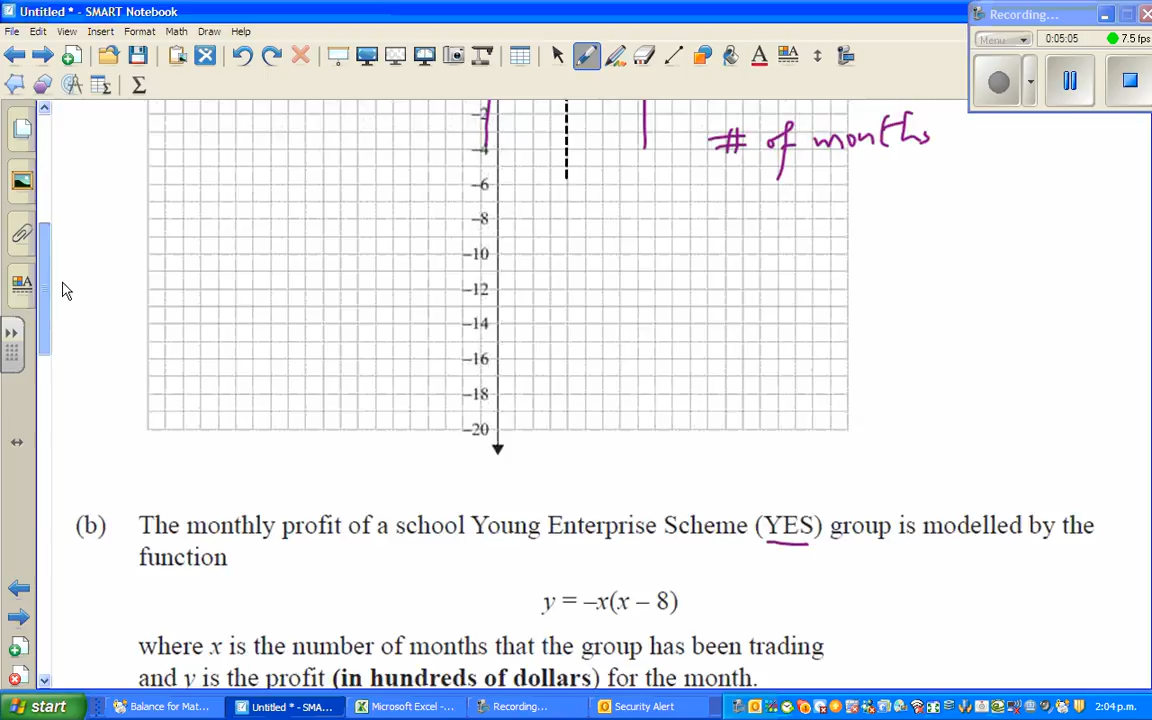 Untitled * - SMART Notebook
Recording...
File Edit View Insert Format Math Draw Help
Menu
0:05:05
7.5 fps
–2
# of months
–4
–6
–8
–10
–12
–14
–16
–18
–20
(b) The monthly profit of a school Young Enterprise Scheme (YES) group is modelled by the
function
y = –x(x – 8)
where x is the number of months that the group has been trading
and y is the profit (in hundreds of dollars) for the month.
start
Balance for Mat...
Untitled * - SMA...
Microsoft Excel -...
Recording...
Security Alert
2:04 p.m.